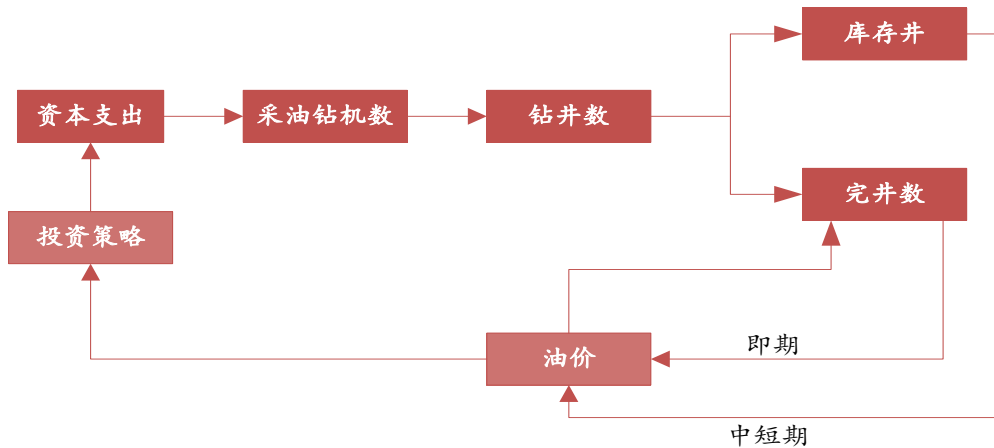 库存井
资本支出
采油钻机数
钻井数
完井数
投资策略
油价
即期
中短期